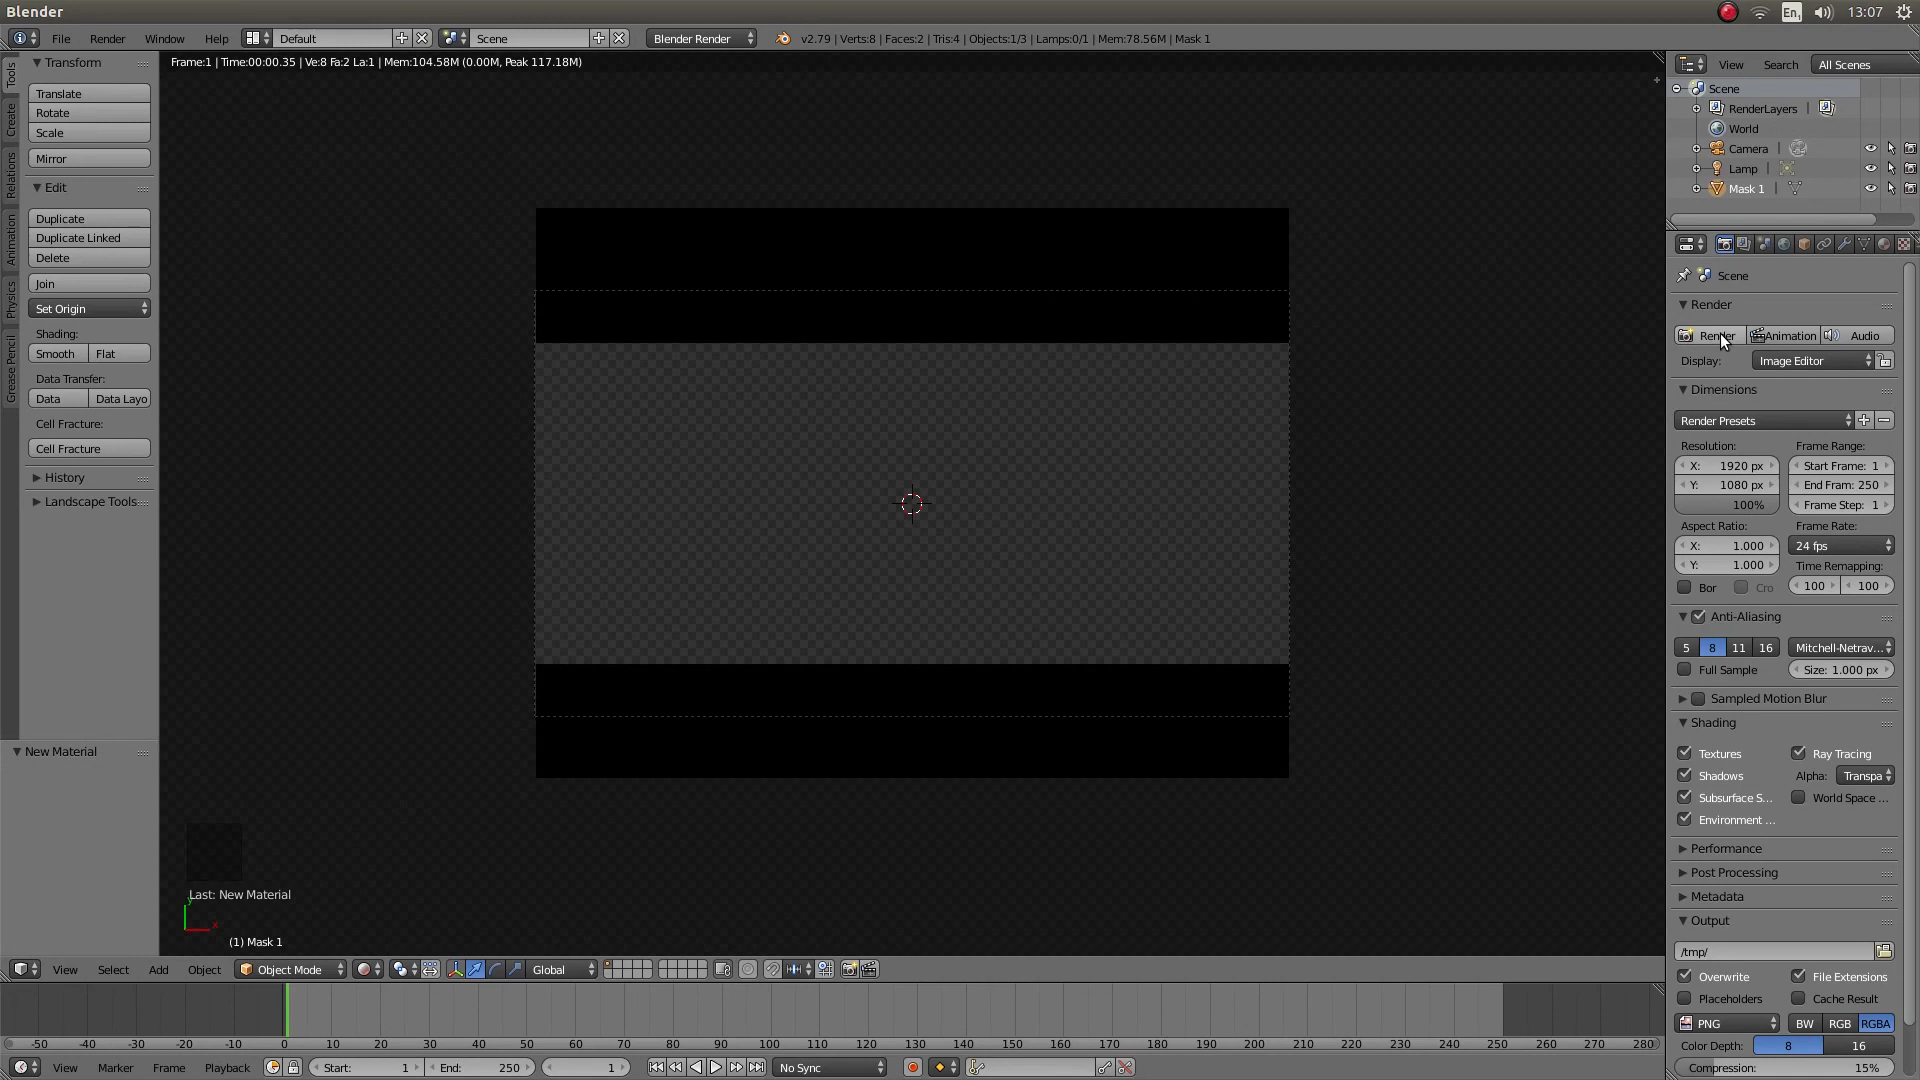 Blender
En1
13:07
File
Render
Window
Help
Default
Scene
Blender Render
v2.79 | Verts:8 | Faces:2 | Tris:4 | Objects:1/3 | Lamps:0/1 | Mem:78.56M | Mask 1
Tools
Create
Relations
Animation
Physics
Grease Pencil
Transform
Translate
Rotate
Scale
Mirror
Edit
Duplicate
Duplicate Linked
Delete
Join
Set Origin
Shading:
Smooth
Flat
Data Transfer:
Data
Data Layo
Cell Fracture:
Cell Fracture
History
Landscape Tools
New Material
Frame:1 | Time:00:00.35 | Ve:8 Fa:2 La:1 | Mem:104.58M (0.00M, Peak 117.18M)
Last: New Material
y
x
(1) Mask 1
View
Search
All Scenes
Scene
RenderLayers
World
Camera
Lamp
Mask 1
Scene
Render
Render
Animation
Audio
Display:
Image Editor
Dimensions
Render Presets
Resolution:
Frame Range:
X: 1920 px
Start Frame: 1
Y: 1080 px
End Fram: 250
100%
Frame Step: 1
Aspect Ratio:
Frame Rate:
X: 1.000
24 fps
Y: 1.000
Time Remapping:
Bor
Cro
100
100
Anti-Aliasing
5
8
11
16
Mitchell-Netrav...
Full Sample
Size: 1.000 px
Sampled Motion Blur
Shading
Textures
Ray Tracing
Shadows
Alpha:
Transpa
Subsurface S...
World Space ...
Environment ...
Performance
Post Processing
Metadata
Output
/tmp/
Overwrite
File Extensions
Placeholders
Cache Result
PNG
BW
RGB
RGBA
Color Depth:
8
16
Compression: 15%
View
Select
Add
Object
Object Mode
Global
-50 -40 -30 -20 -10 0 10 20 30 40 50 60 70 80 90 100 110 120 130 140 150 160 170 180 190 200 210 220 230 240 250 260 270 280
View
Marker
Frame
Playback
Start: 1
End: 250
1
No Sync